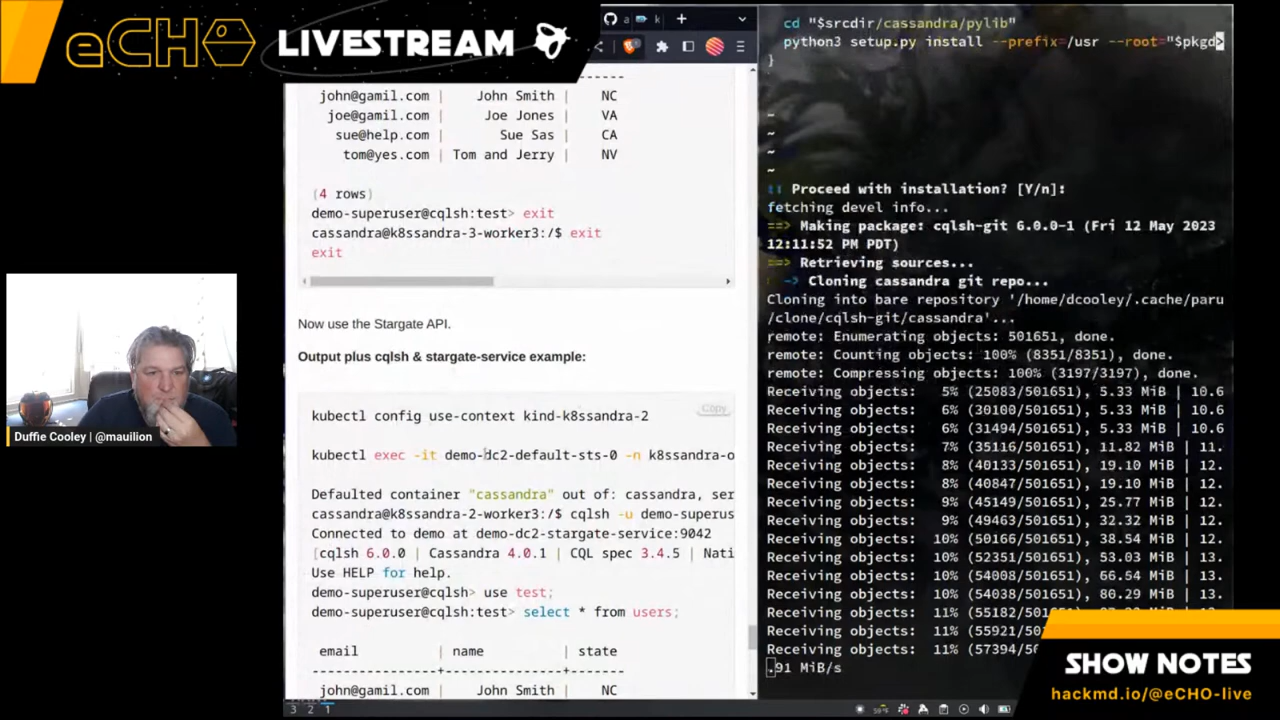 eCHO LIVESTREAM
john@gamil.com | John Smith | NC
joe@gamil.com | Joe Jones | VA
sue@help.com | Sue Sas | CA
tom@yes.com | Tom and Jerry | NV
(4 rows)
demo-superuser@cqlsh:test> exit
cassandra@k8ssandra-3-worker3:/$ exit
exit
Now use the Stargate API.
Output plus cqlsh & stargate-service example:
Copy
kubectl config use-context kind-k8ssandra-2
kubectl exec -it demo-dc2-default-sts-0 -n k8ssandra-o
Defaulted container "cassandra" out of: cassandra, ser
cassandra@k8ssandra-2-worker3:/$ cqlsh -u demo-superus
Connected to demo at demo-dc2-stargate-service:9042
[cqlsh 6.0.0 | Cassandra 4.0.1 | CQL spec 3.4.5 | Nati
Use HELP for help.
demo-superuser@cqlsh> use test;
demo-superuser@cqlsh:test> select * from users;
email | name | state
john@gamil.com | John Smith | NC
3 2 1
cd "$srcdir/cassandra/pylib"
python3 setup.py install --prefix=/usr --root="$pkgd>
}
~
~
~
~
:: Proceed with installation? [Y/n]:
fetching devel info...
==> Making package: cqlsh-git 6.0.0-1 (Fri 12 May 2023
12:11:52 PM PDT)
==> Retrieving sources...
-> Cloning cassandra git repo...
Cloning into bare repository '/home/dcooley/.cache/paru
/clone/cqlsh-git/cassandra'...
remote: Enumerating objects: 501651, done.
remote: Counting objects: 100% (8351/8351), done.
remote: Compressing objects: 100% (3197/3197), done.
Receiving objects: 5% (25083/501651), 5.33 MiB | 10.6
Receiving objects: 6% (30100/501651), 5.33 MiB | 10.6
Receiving objects: 6% (31494/501651), 5.33 MiB | 10.6
Receiving objects: 7% (35116/501651), 11.82 MiB | 11.
Receiving objects: 8% (40133/501651), 19.10 MiB | 12.
Receiving objects: 8% (40847/501651), 19.10 MiB | 12.
Receiving objects: 9% (45149/501651), 25.77 MiB | 12.
Receiving objects: 9% (49463/501651), 32.32 MiB | 12.
Receiving objects: 10% (50166/501651), 38.54 MiB | 12.
Receiving objects: 10% (52351/501651), 53.03 MiB | 13.
Receiving objects: 10% (54008/501651), 66.54 MiB | 13.
Receiving objects: 10% (54038/501651), 80.29 MiB | 13.
Receiving objects: 11% (55182/501651),
Receiving objects: 11% (55921/501
Receiving objects: 11% (57394/50
.91 MiB/s
Duffie Cooley | @mauilion
SHOW NOTES
hackmd.io/@eCHO-live